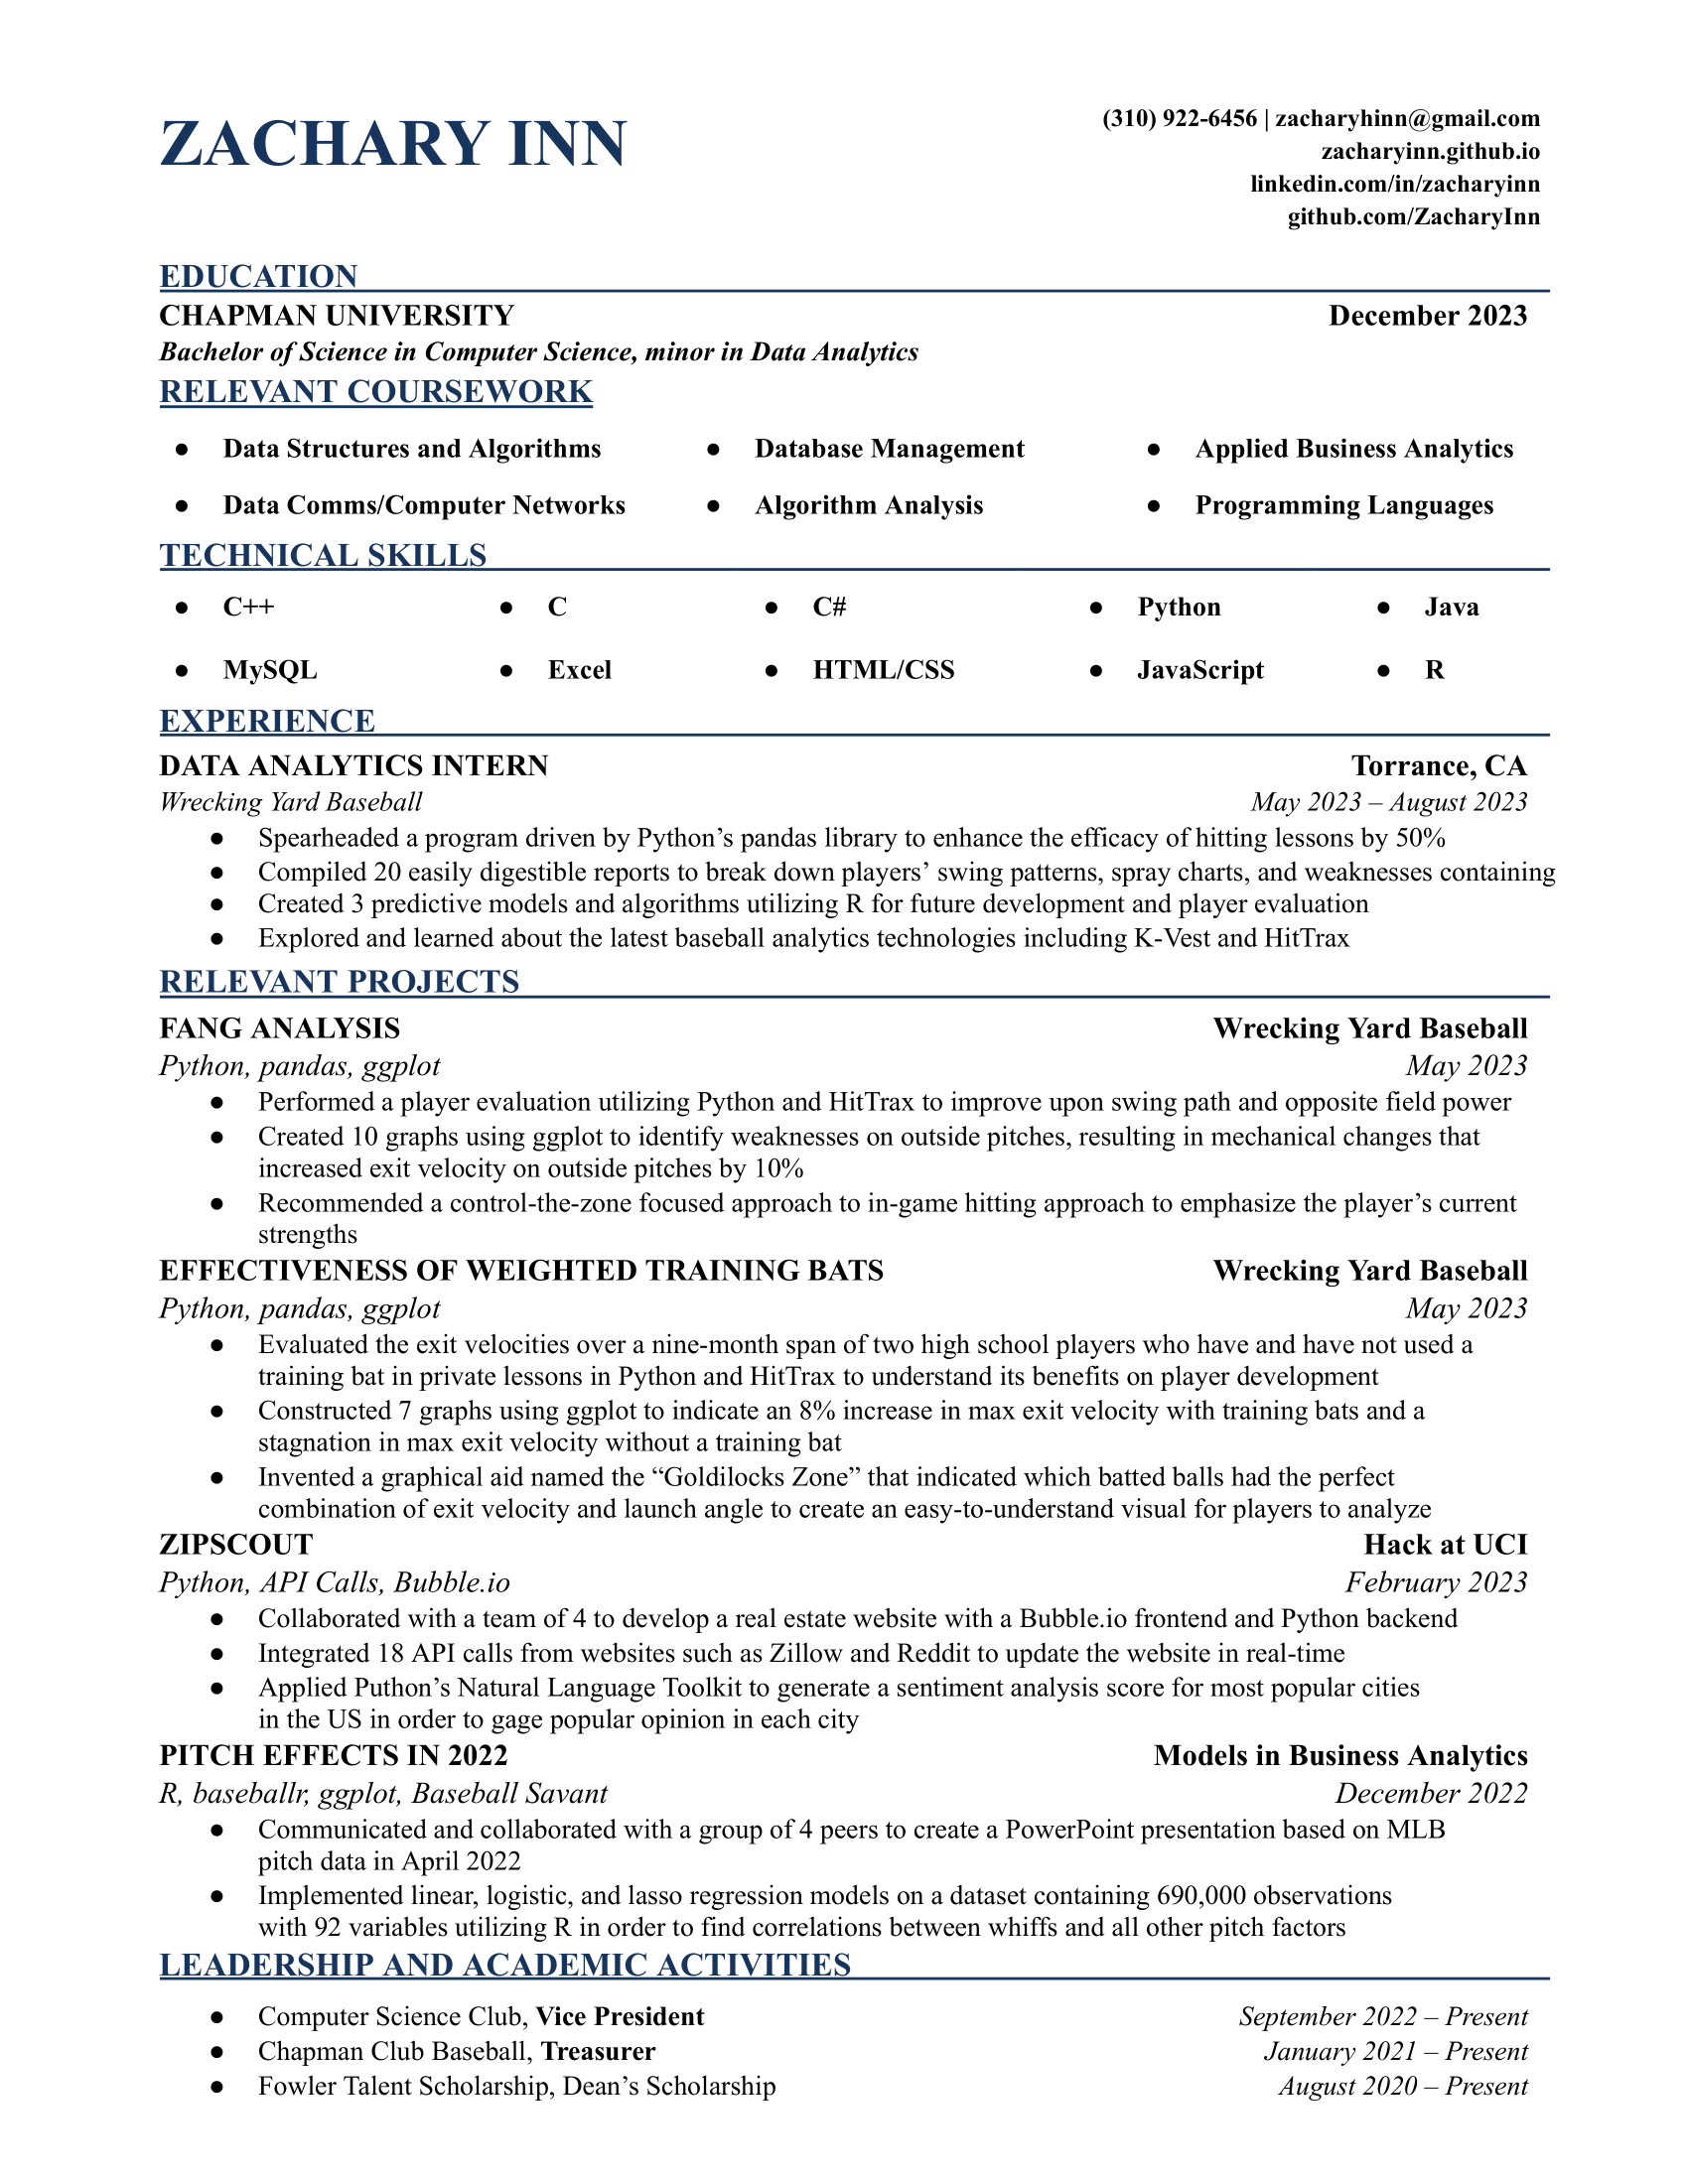 ZACHARY INN
(310) 922-6456 | zacharyhinn@gmail.com
zacharyinn.github.io
linkedin.com/in/zacharyinn
github.com/ZacharyInn
EDUCATION
CHAPMAN UNIVERSITY December 2023
Bachelor of Science in Computer Science, minor in Data Analytics
RELEVANT COURSEWORK
● Data Structures and Algorithms ● Database Management ● Applied Business Analytics
● Data Comms/Computer Networks ● Algorithm Analysis ● Programming Languages
TECHNICAL SKILLS
● C++ ● C ● C# ● Python ● Java
● MySQL ● Excel ● HTML/CSS ● JavaScript ● R
EXPERIENCE
DATA ANALYTICS INTERN Torrance, CA
Wrecking Yard Baseball May 2023 – August 2023
● Spearheaded a program driven by Python’s pandas library to enhance the efficacy of hitting lessons by 50%
● Compiled 20 easily digestible reports to break down players’ swing patterns, spray charts, and weaknesses containing
● Created 3 predictive models and algorithms utilizing R for future development and player evaluation
● Explored and learned about the latest baseball analytics technologies including K-Vest and HitTrax
RELEVANT PROJECTS
FANG ANALYSIS Wrecking Yard Baseball
Python, pandas, ggplot May 2023
● Performed a player evaluation utilizing Python and HitTrax to improve upon swing path and opposite field power
● Created 10 graphs using ggplot to identify weaknesses on outside pitches, resulting in mechanical changes that
increased exit velocity on outside pitches by 10%
● Recommended a control-the-zone focused approach to in-game hitting approach to emphasize the player’s current
strengths
EFFECTIVENESS OF WEIGHTED TRAINING BATS Wrecking Yard Baseball
Python, pandas, ggplot May 2023
● Evaluated the exit velocities over a nine-month span of two high school players who have and have not used a
training bat in private lessons in Python and HitTrax to understand its benefits on player development
● Constructed 7 graphs using ggplot to indicate an 8% increase in max exit velocity with training bats and a
stagnation in max exit velocity without a training bat
● Invented a graphical aid named the “Goldilocks Zone” that indicated which batted balls had the perfect
combination of exit velocity and launch angle to create an easy-to-understand visual for players to analyze
ZIPSCOUT Hack at UCI
Python, API Calls, Bubble.io February 2023
● Collaborated with a team of 4 to develop a real estate website with a Bubble.io frontend and Python backend
● Integrated 18 API calls from websites such as Zillow and Reddit to update the website in real-time
● Applied Puthon’s Natural Language Toolkit to generate a sentiment analysis score for most popular cities
in the US in order to gage popular opinion in each city
PITCH EFFECTS IN 2022 Models in Business Analytics
R, baseballr, ggplot, Baseball Savant December 2022
● Communicated and collaborated with a group of 4 peers to create a PowerPoint presentation based on MLB
pitch data in April 2022
● Implemented linear, logistic, and lasso regression models on a dataset containing 690,000 observations
with 92 variables utilizing R in order to find correlations between whiffs and all other pitch factors
LEADERSHIP AND ACADEMIC ACTIVITIES
● Computer Science Club, Vice President September 2022 – Present
● Chapman Club Baseball, Treasurer January 2021 – Present
● Fowler Talent Scholarship, Dean’s Scholarship August 2020 – Present